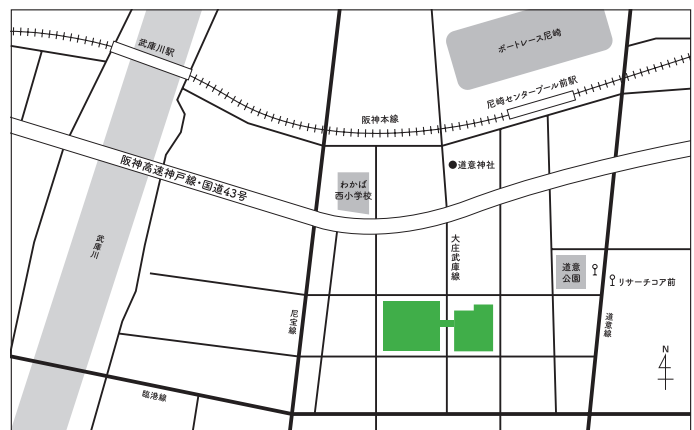 武庫川駅
ボートレース尼崎
尼崎センタープール前駅
阪神本線
道意神社
阪神高速神戸線・国道43号
わかば
西小学校
武庫川
大庄武庫線
道意
公園
リサーチコア前
尼宝線
道意線
N
臨港線